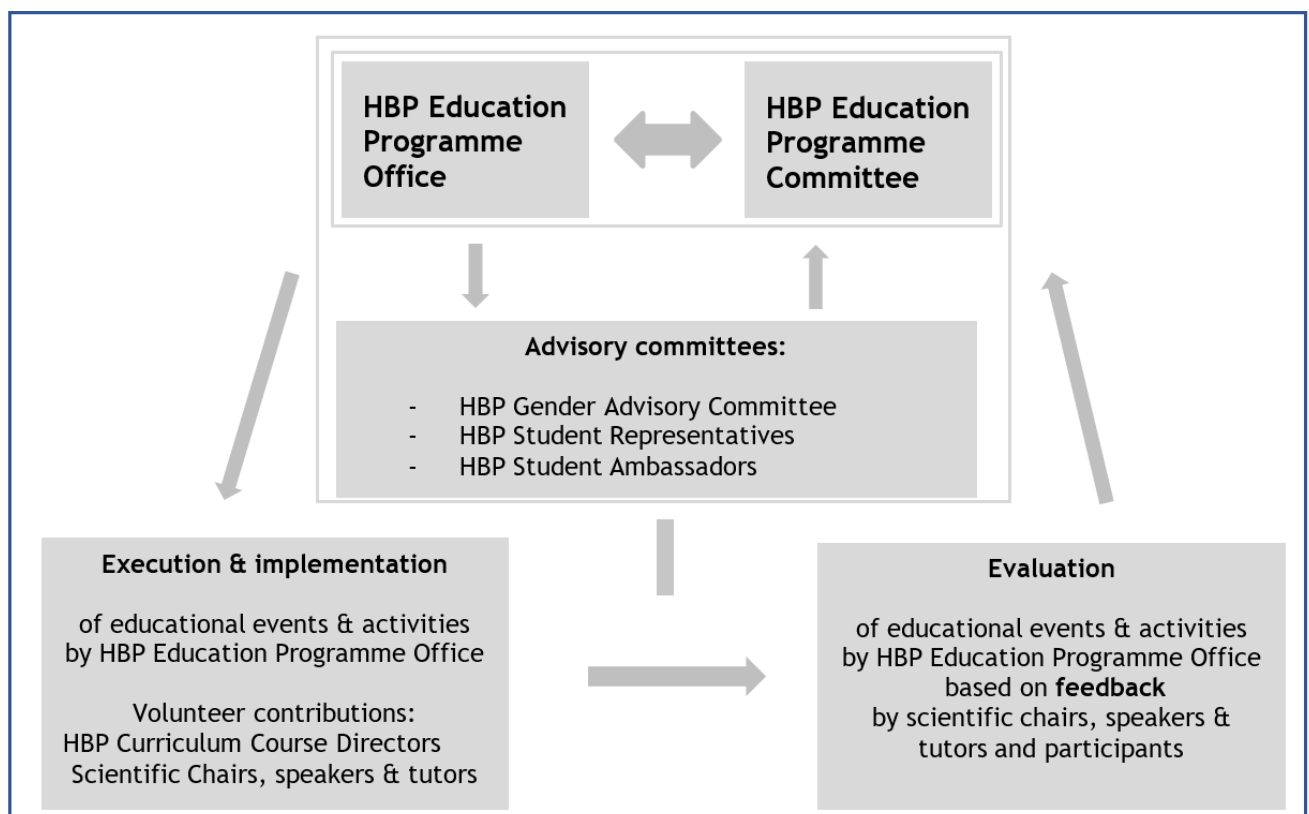 HBP Education
Programme
Office
HBP Education
Programme
Committee
Advisory committees:
- HBP Gender Advisory Committee
- HBP Student Representatives
- HBP Student Ambassadors
Execution & implementation
of educational events & activities
by HBP Education Programme Office
Volunteer contributions:
HBP Curriculum Course Directors
Scientific Chairs, speakers & tutors
Evaluation
of educational events & activities
by HBP Education Programme Office
based on feedback
by scientific chairs, speakers &
tutors and participants